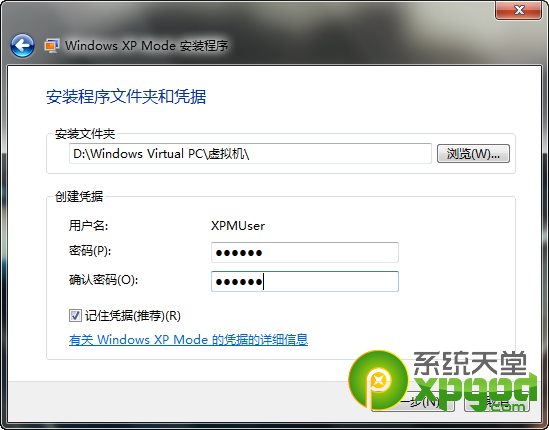 Windows XP Mode 安装程序
安装程序文件夹和凭据
安装文件夹
D:\Windows Virtual PC\虚拟机\
浏览(W)...
创建凭据
用户名:
XPMUser
密码(P):
●●●●●●
确认密码(O):
●●●●●●
记住凭据(推荐)(R)
有关 Windows XP Mode 的凭据的详细信息
系统天堂
xpgod
.com
一步(N)